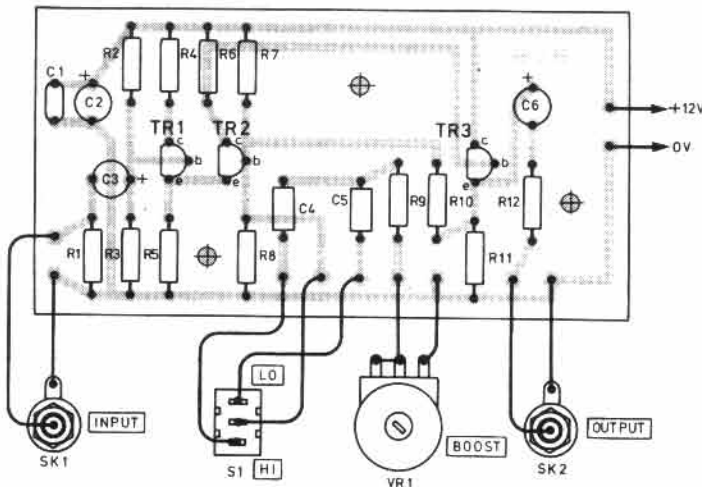 R2 R4 R6 R7
C1 + C2 + C6
+12V
TR1 TR2 TR3
c c c
0V
b b b
C3 + e e e
C4 C5 R9 R10 R12
R1 R3 R5 R8 R11
LO
INPUT BOOST OUTPUT
SK1 S1 HI VR1 SK2